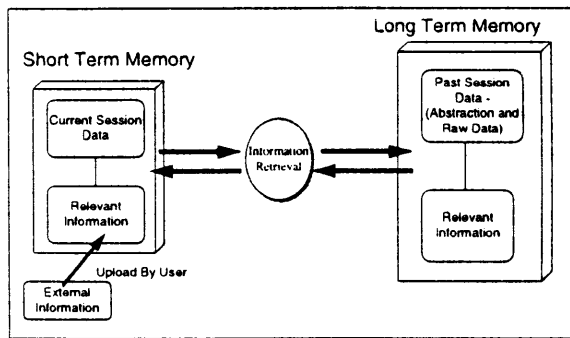 Short Term Memory
Current Session
Data
Relevant
Information
Upload By User
External
Information
Information
Retrieval
Long Term Memory
Past Session
Data -
(Abstraction and
Raw Data)
Relevant
Information